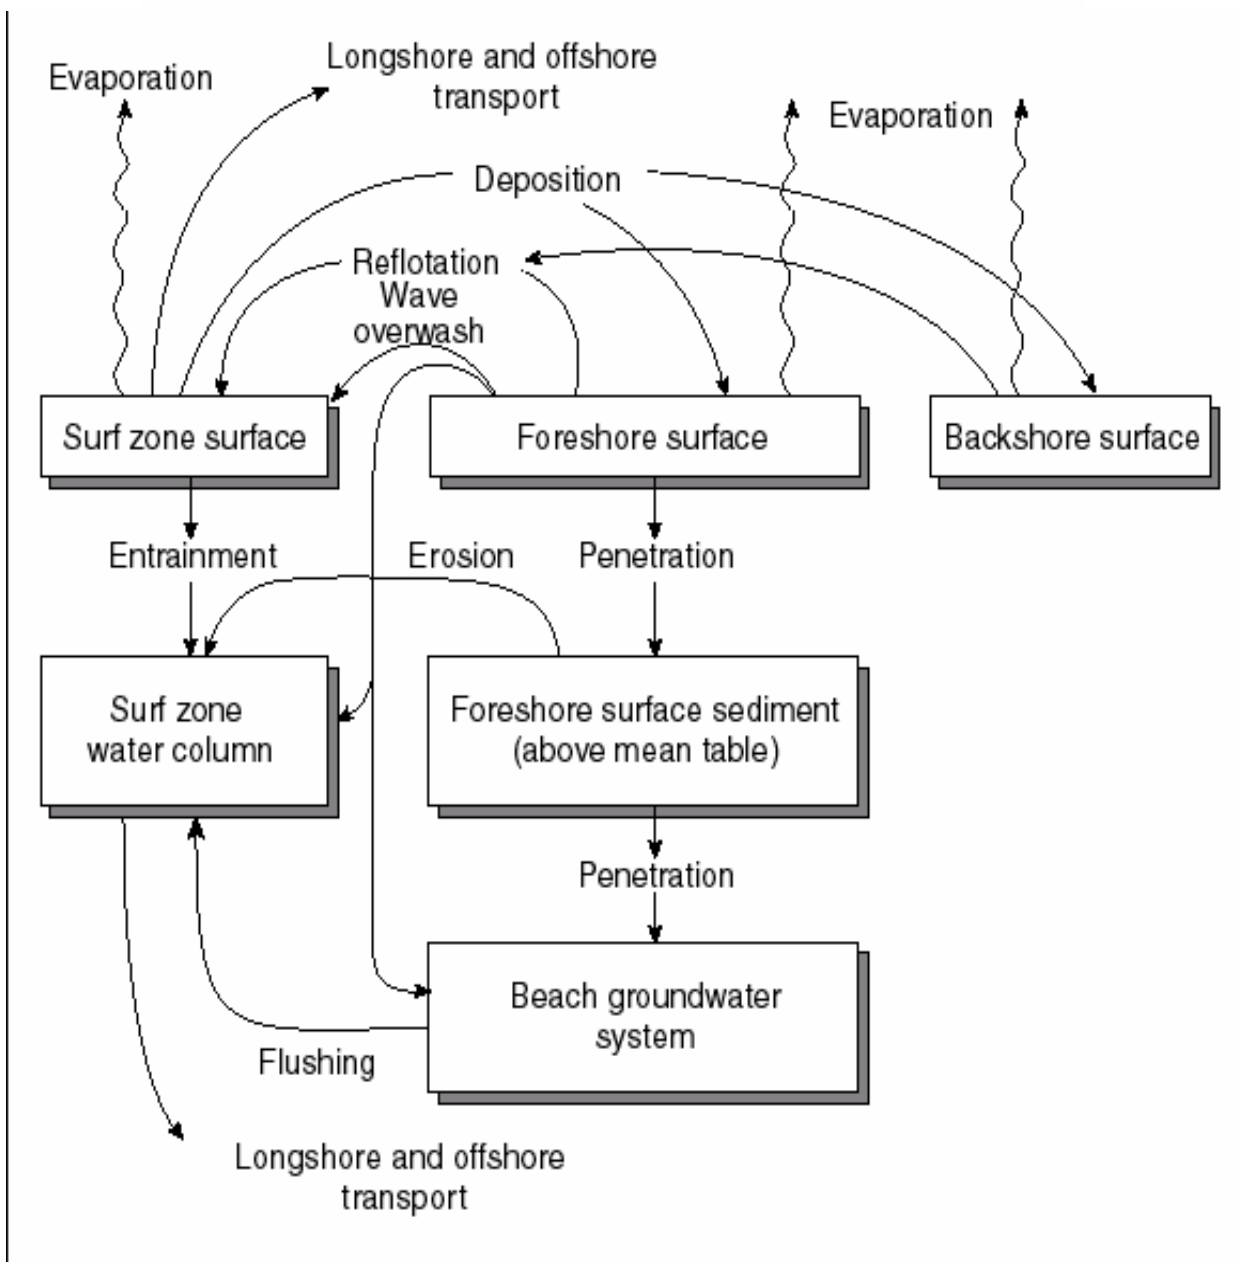 Evaporation
Longshore and offshore
transport
Evaporation
Deposition
Reflotation
Wave
overwash
Surf zone surface
Foreshore surface
Backshore surface
Entrainment
Erosion
Penetration
Surf zone
water column
Foreshore surface sediment
(above mean table)
Penetration
Beach groundwater
system
Flushing
Longshore and offshore
transport